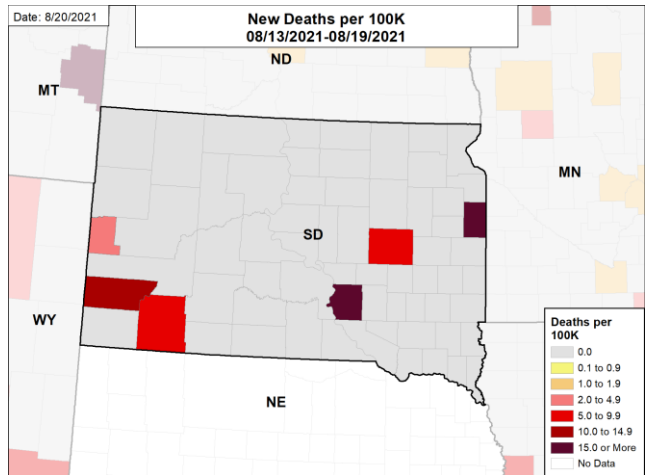 Date: 8/20/2021
New Deaths per 100K
08/13/2021-08/19/2021
ND
MT
MN
SD
WY
NE
Deaths per
100K
0.0
0.1 to 0.9
1.0 to 1.9
2.0 to 4.9
5.0 to 9.9
10.0 to 14.9
15.0 or More
No Data